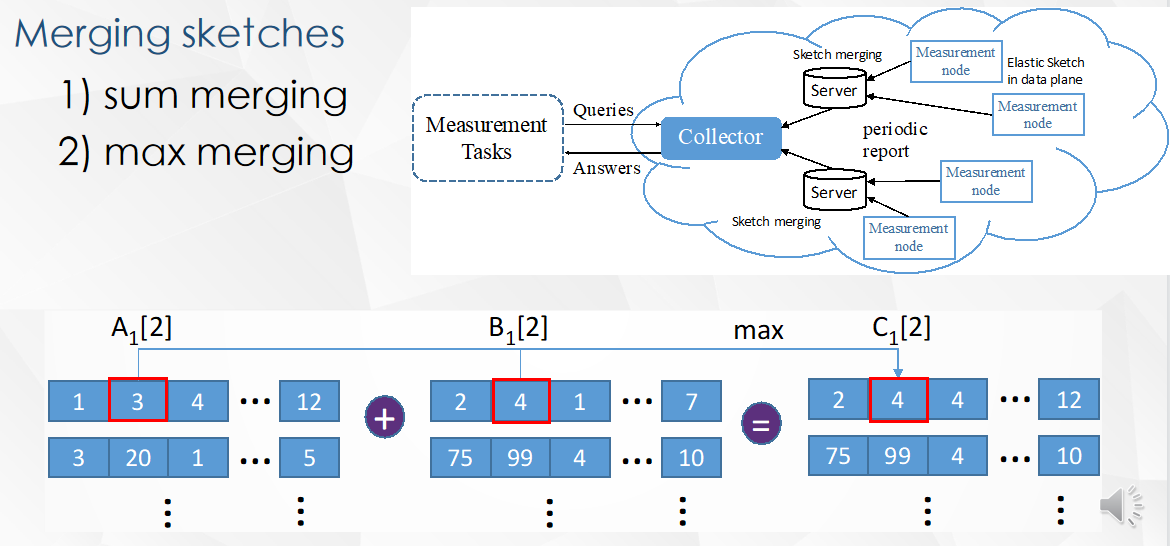 Merging sketches
1) sum merging
2) max merging
Measurement
Tasks
Queries
Answers
Collector
Sketch merging
Server
Measurement
node
Elastic Sketch
in data plane
Measurement
node
periodic
report
Measurement
node
Server
Sketch merging
Measurement
node
A₁[2] B₁[2] max C₁[2]
1 3 4 ••• 12 + 2 4 1 ••• 7 = 2 4 4 ••• 12
3 20 1 ••• 5 75 99 4 ••• 10 75 99 4 ••• 10